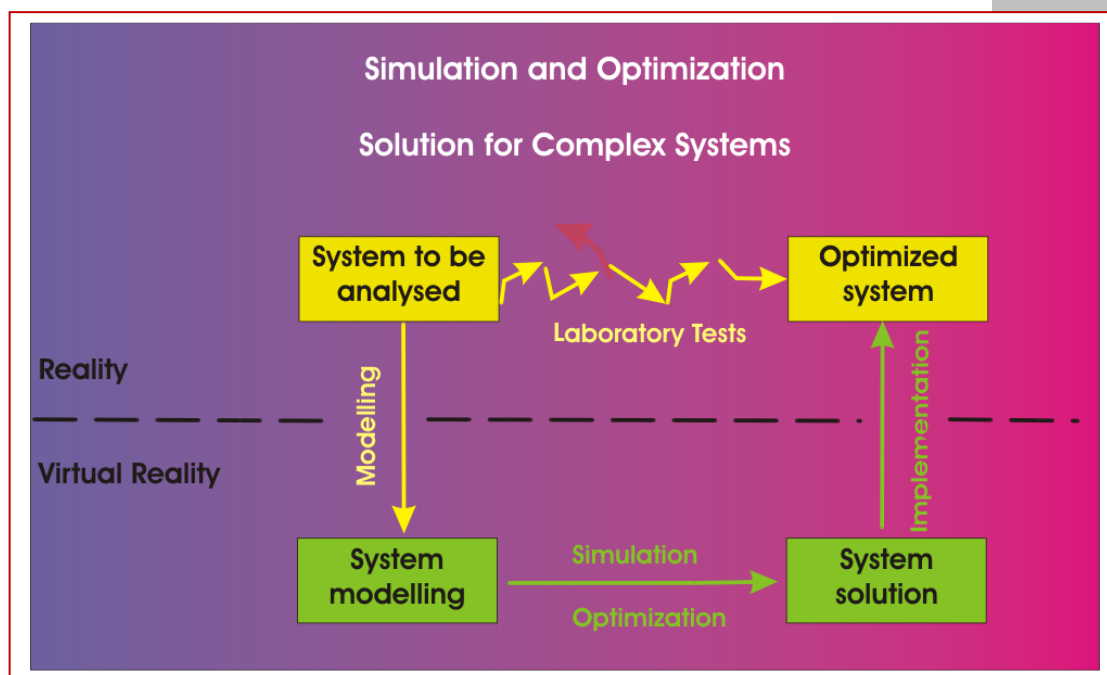 Simulation and Optimization
Solution for Complex Systems
System to be
analysed
Optimized
system
Laboratory Tests
Reality
Modelling
Implementation
Virtual Reality
System
modelling
Simulation
Optimization
System
solution